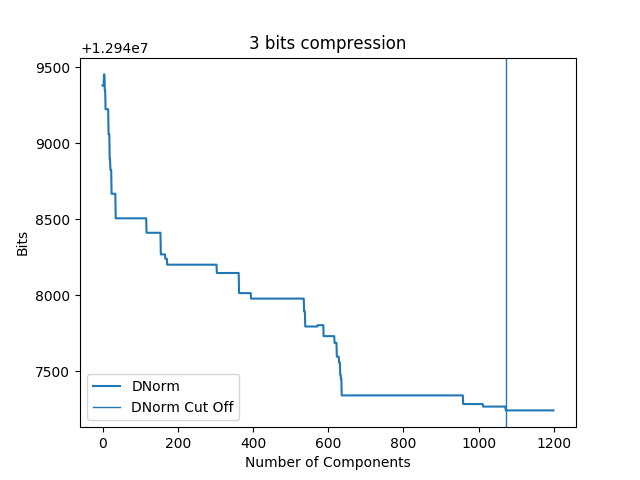 3 bits compression
+1.294e7
9500
9000
8500
8000
7500
Bits
DNorm
DNorm Cut Off
0
200
400
600
800
1000
1200
Number of Components